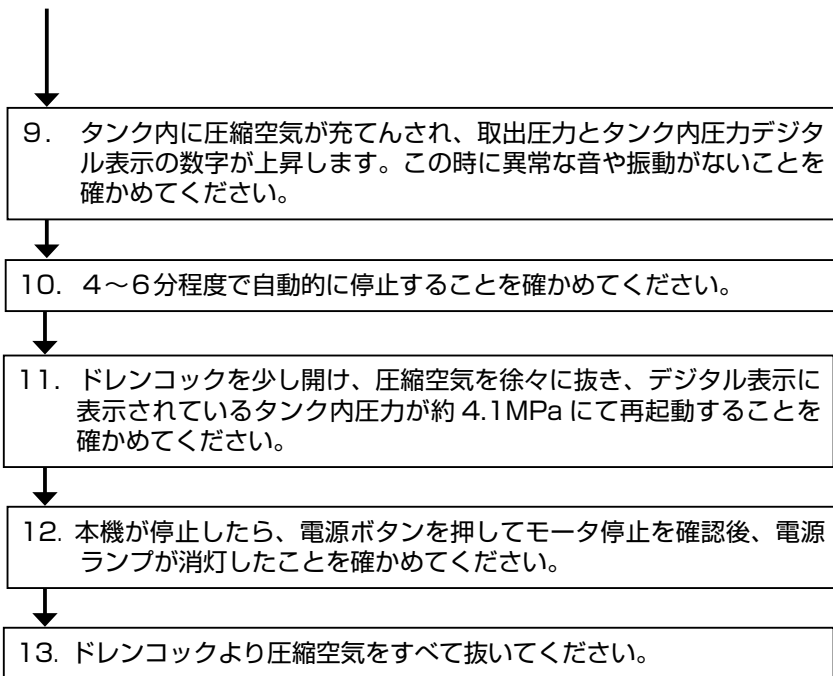 9. タンク内に圧縮空気が充てんされ、取出圧力とタンク内圧力デジタ
ル表示の数字が上昇します。この時に異常な音や振動がないことを
確かめてください。
10. 4~6分程度で自動的に停止することを確かめてください。
11. ドレンコックを少し開け、圧縮空気を徐々に抜き、デジタル表示に
表示されているタンク内圧力が約 4.1MPa にて再起動することを
確かめてください。
12. 本機が停止したら、電源ボタンを押してモータ停止を確認後、電源
ランプが消灯したことを確かめてください。
13. ドレンコックより圧縮空気をすべて抜いてください。